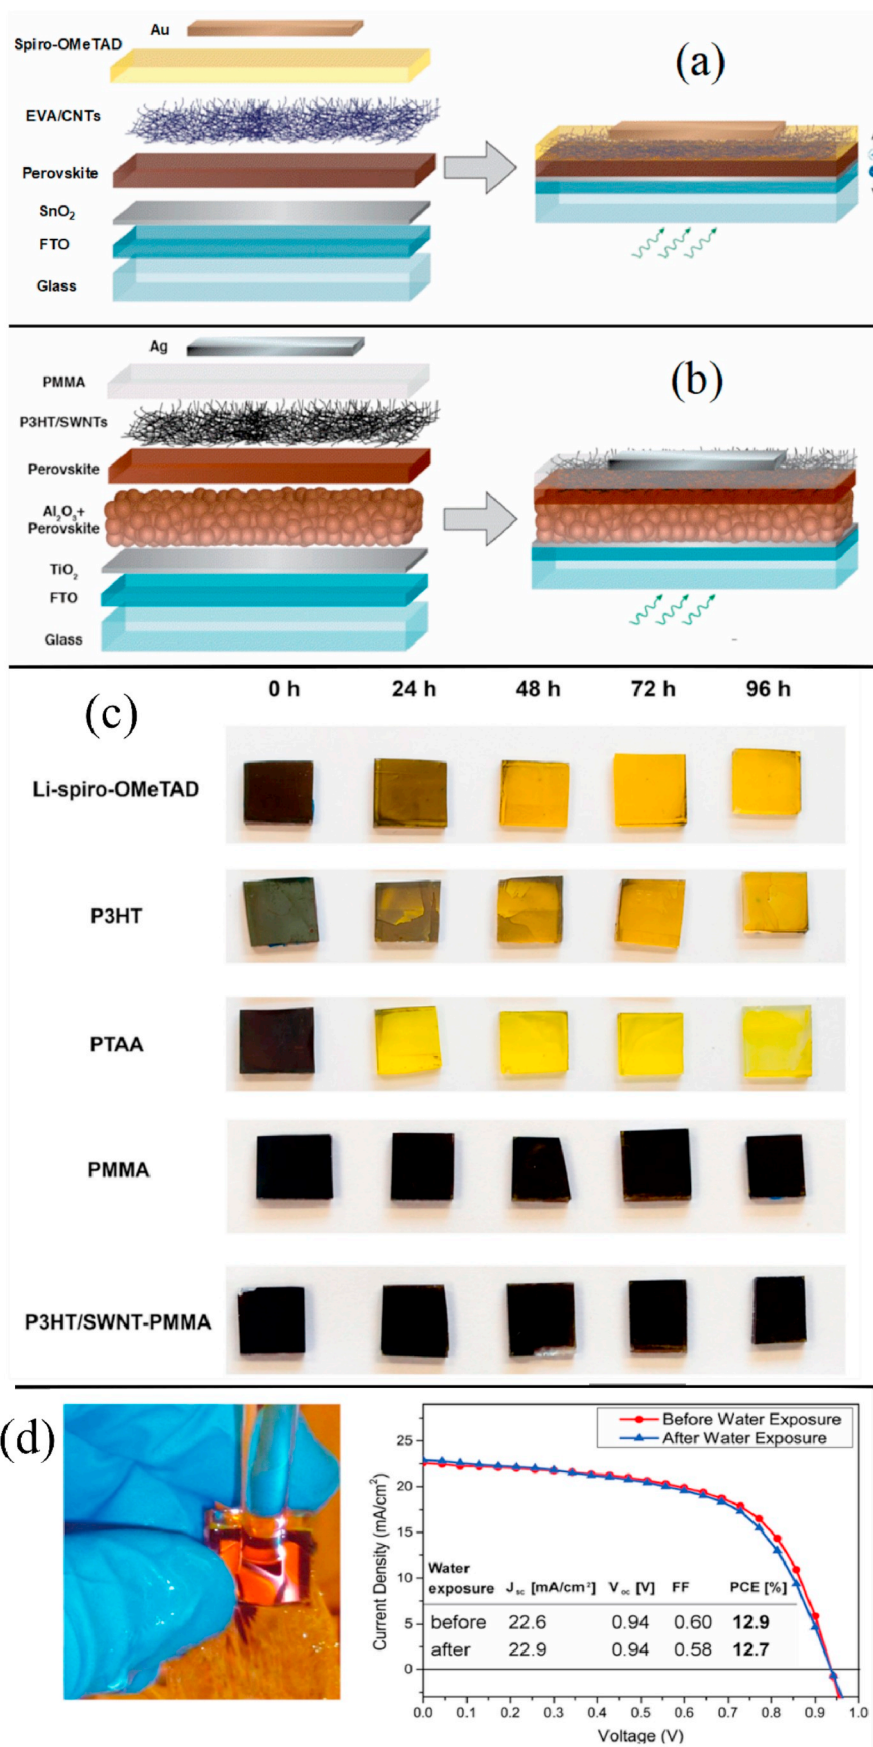 Au
Spiro-OMeTAD
(a)
EVA/CNTs
Perovskite
SnO₂
FTO
Glass
Ag
PMMA
(b)
P3HT/SWNTs
Perovskite
Al₂O₃+
Perovskite
TiO₂
FTO
Glass
(c)
0 h 24 h 48 h 72 h 96 h
Li-spiro-OMeTAD
P3HT
PTAA
PMMA
P3HT/SWNT-PMMA
(d)
Before Water Exposure
After Water Exposure
Current Density (mA/cm²)
25
20
15
10
5
0
Water
exposure J sc [mA/cm²] V oc [V] FF PCE [%]
before 22.6 0.94 0.60 12.9
after 22.9 0.94 0.58 12.7
0.0 0.1 0.2 0.3 0.4 0.5 0.6 0.7 0.8 0.9 1.0
Voltage (V)